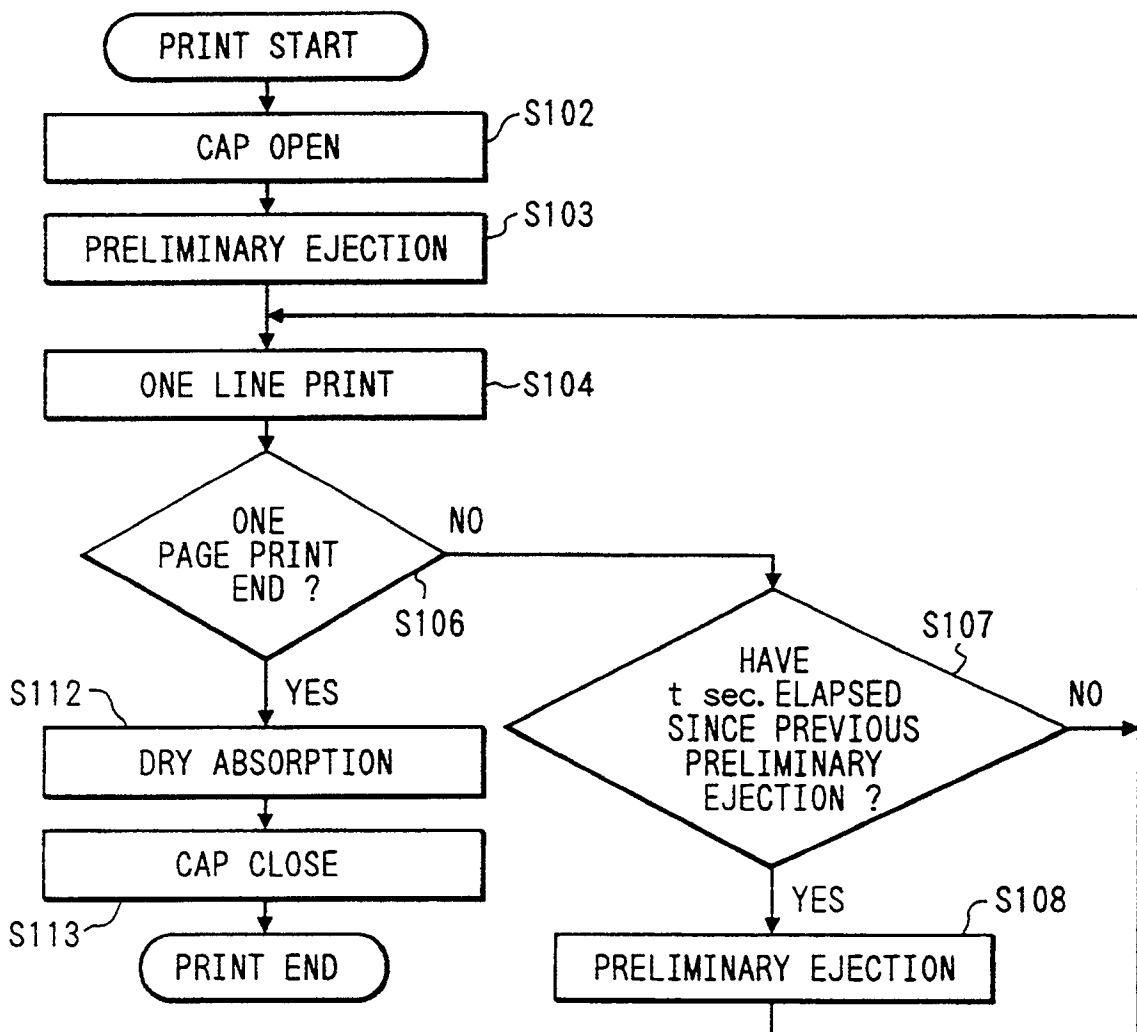 PRINT START
S102
CAP OPEN
S103
PRELIMINARY EJECTION
ONE LINE PRINT
S104
ONE
PAGE PRINT
END ?
NO
S106
YES
S107
HAVE
t sec. ELAPSED
SINCE PREVIOUS
PRELIMINARY
EJECTION ?
NO
YES
S108
PRELIMINARY EJECTION
S112
DRY ABSORPTION
CAP CLOSE
S113
PRINT END